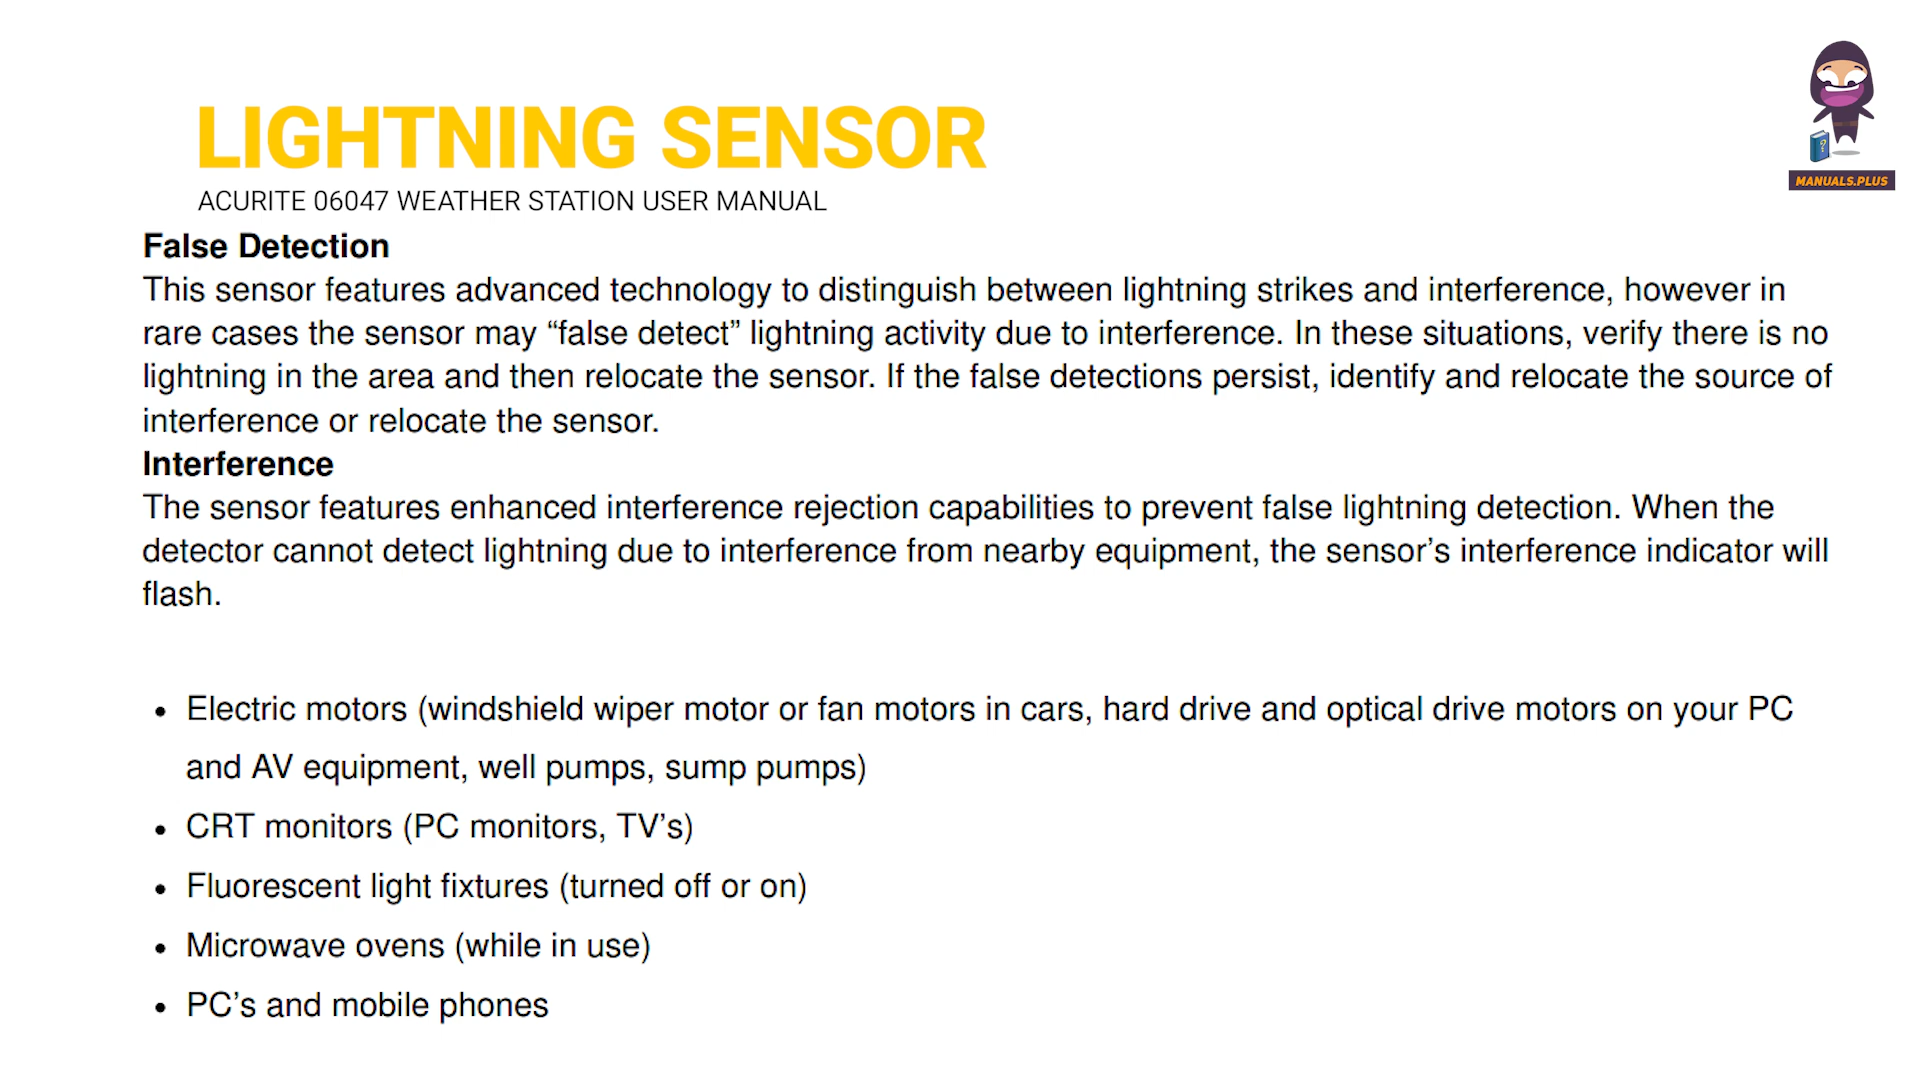 LIGHTNING SENSOR
ACURITE 06047 WEATHER STATION USER MANUAL
MANUALS.PLUS
False Detection
This sensor features advanced technology to distinguish between lightning strikes and interference, however in
rare cases the sensor may “false detect” lightning activity due to interference. In these situations, verify there is no
lightning in the area and then relocate the sensor. If the false detections persist, identify and relocate the source of
interference or relocate the sensor.
Interference
The sensor features enhanced interference rejection capabilities to prevent false lightning detection. When the
detector cannot detect lightning due to interference from nearby equipment, the sensor’s interference indicator will
flash.
• Electric motors (windshield wiper motor or fan motors in cars, hard drive and optical drive motors on your PC
and AV equipment, well pumps, sump pumps)
• CRT monitors (PC monitors, TV’s)
• Fluorescent light fixtures (turned off or on)
• Microwave ovens (while in use)
• PC’s and mobile phones